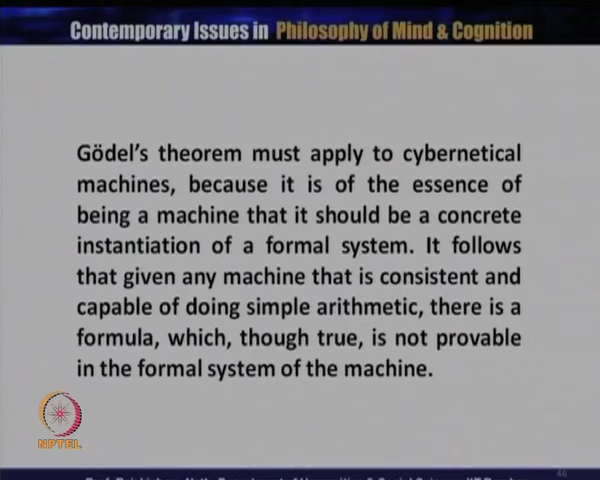 Contemporary Issues in Philosophy of Mind & Cognition
Gödel's theorem must apply to cybernetical
machines, because it is of the essence of
being a machine that it should be a concrete
instantiation of a formal system. It follows
that given any machine that is consistent and
capable of doing simple arithmetic, there is a
formula, which, though true, is not provable
in the formal system of the machine.
NPTEL
46